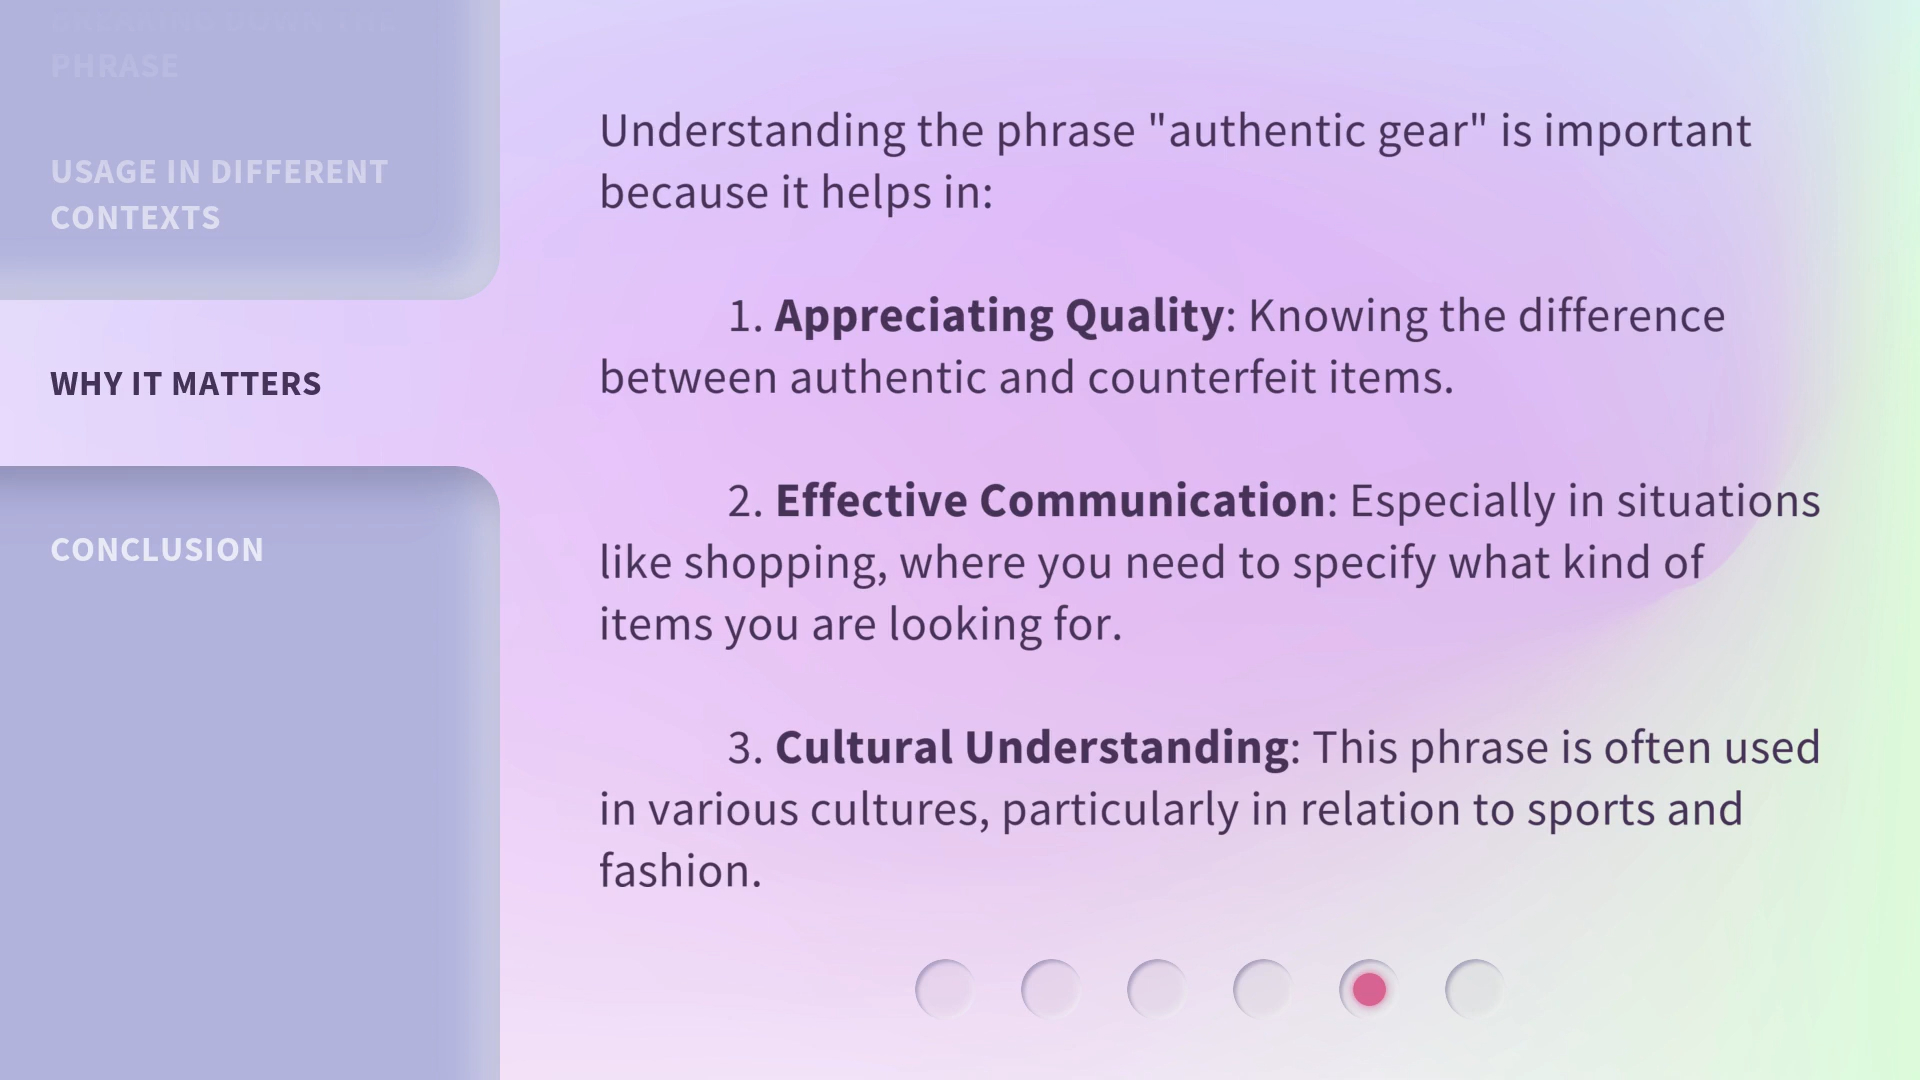 PHRASE
USAGE IN DIFFERENT
CONTEXTS
WHY IT MATTERS
CONCLUSION
Understanding the phrase "authentic gear" is important
because it helps in:
1. Appreciating Quality: Knowing the difference
between authentic and counterfeit items.
2. Effective Communication: Especially in situations
like shopping, where you need to specify what kind of
items you are looking for.
3. Cultural Understanding: This phrase is often used
in various cultures, particularly in relation to sports and
fashion.